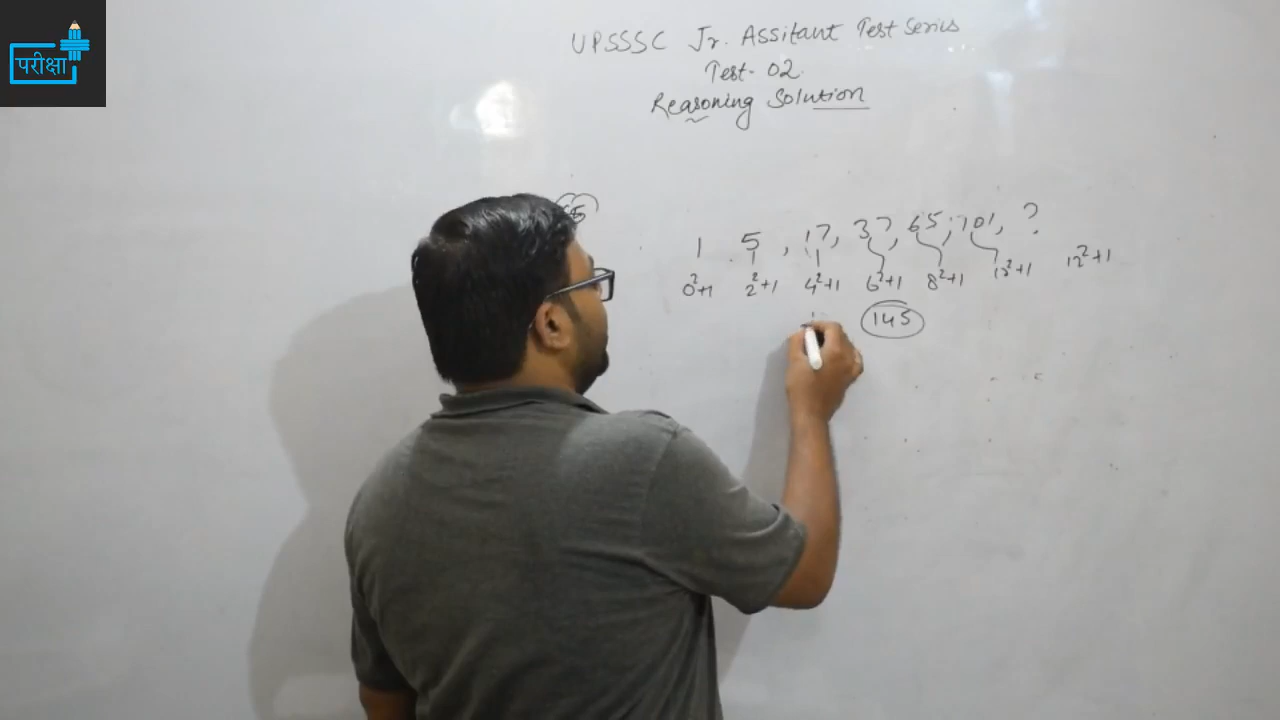 परीक्षा
UPSSSC Jr. Assitant Test Series
Test- 02.
Reasoning Solution
1 5, 17, 37, 65, 101, ?
0²+1 2²+1 4²+1 6²+1 8²+1 10²+1 12²+1
145